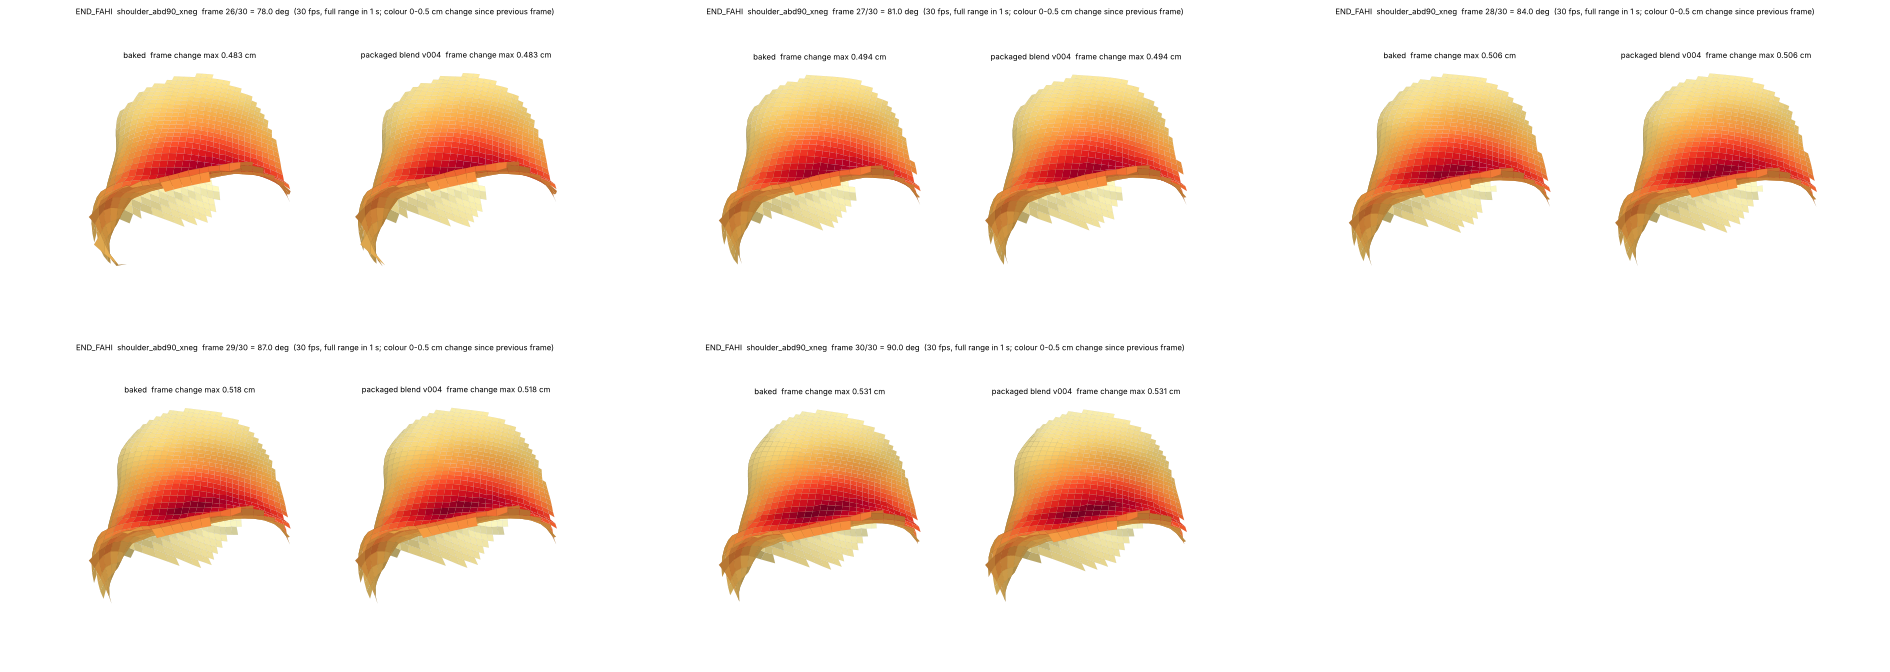 END_FAHI shoulder_abd90_xneg frame 26/30 = 78.0 deg (30 fps, full range in 1 s; colour 0-0.5 cm change since previous frame)
baked frame change max 0.483 cm
packaged blend v004 frame change max 0.483 cm
END_FAHI shoulder_abd90_xneg frame 27/30 = 81.0 deg (30 fps, full range in 1 s; colour 0-0.5 cm change since previous frame)
baked frame change max 0.494 cm
packaged blend v004 frame change max 0.494 cm
END_FAHI shoulder_abd90_xneg frame 28/30 = 84.0 deg (30 fps, full range in 1 s; colour 0-0.5 cm change since previous frame)
baked frame change max 0.506 cm
packaged blend v004 frame change max 0.506 cm
END_FAHI shoulder_abd90_xneg frame 29/30 = 87.0 deg (30 fps, full range in 1 s; colour 0-0.5 cm change since previous frame)
baked frame change max 0.518 cm
packaged blend v004 frame change max 0.518 cm
END_FAHI shoulder_abd90_xneg frame 30/30 = 90.0 deg (30 fps, full range in 1 s; colour 0-0.5 cm change since previous frame)
baked frame change max 0.531 cm
packaged blend v004 frame change max 0.531 cm